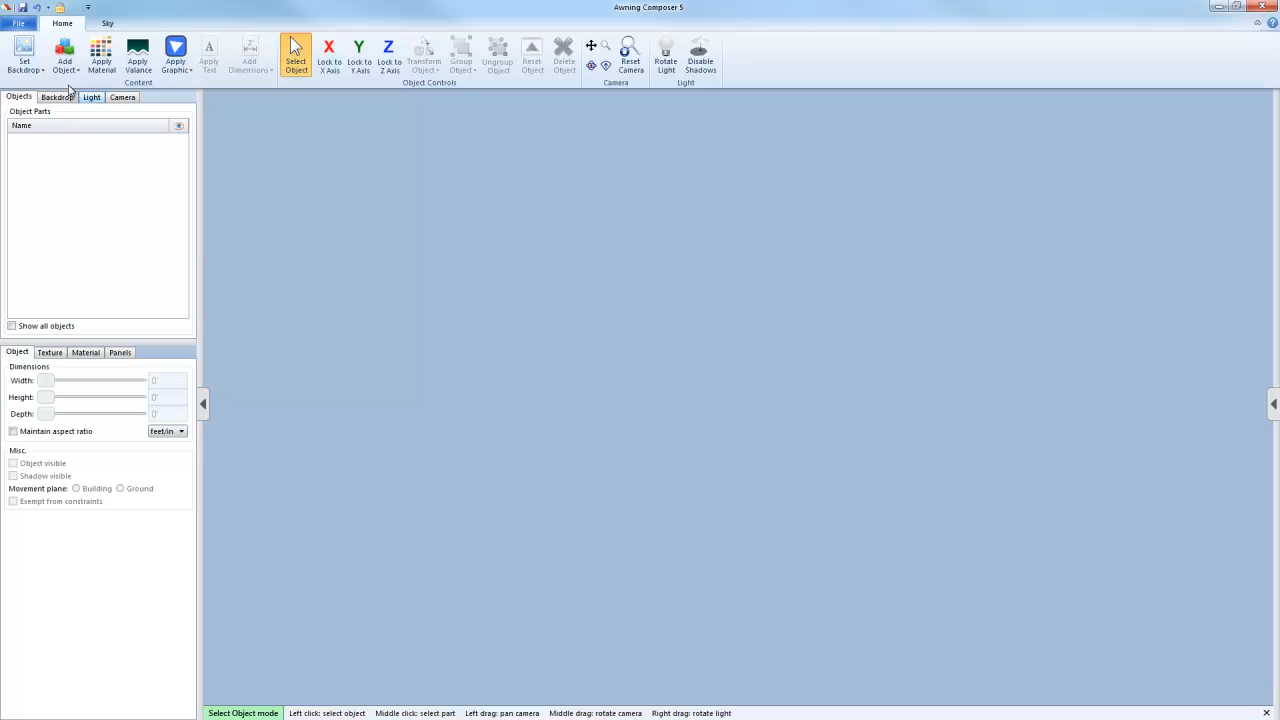 Awning Composer 5
File Home Sky
Set Backdrop Add Object Apply Material Apply Valance Apply Graphic Apply Text Add Dimensions Select Object X Lock to X Axis Y Lock to Y Axis Z Lock to Z Axis Transform Object Group Object Ungroup Object Reset Object Delete Object Reset Camera Rotate Light Disable Shadows
Content Object Controls Camera Light
Objects Backdrop Light Camera
Object Parts
Name
Show all objects
Object Texture Material Panels
Dimensions
Width: 0'
Height: 0'
Depth: 0'
Maintain aspect ratio feet/in
Misc.
Object visible
Shadow visible
Movement plane: Building Ground
Exempt from constraints
Select Object mode Left click: select object Middle click: select part Left drag: pan camera Middle drag: rotate camera Right drag: rotate light